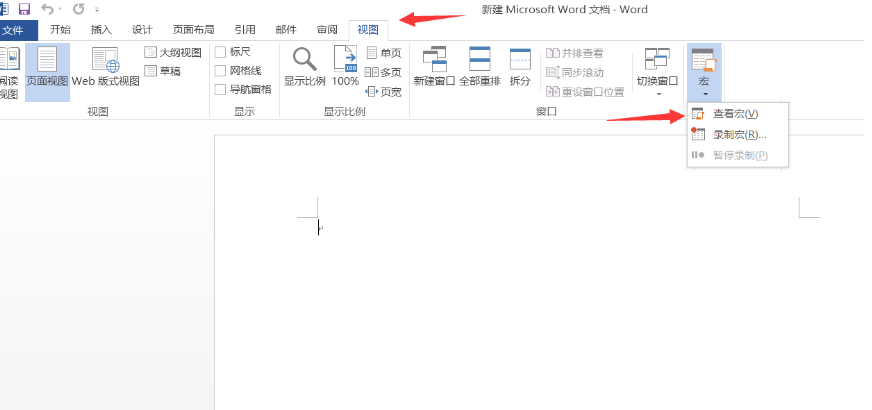 新建 Microsoft Word 文档 - Word
文件 开始 插入 设计 页面布局 引用 邮件 审阅 视图
阅读视图 页面视图 Web 版式视图 大纲视图 草稿
标尺
网格线
导航窗格
显示比例 100% 单页 多页 页宽
100
新建窗口 全部重排 拆分 并排查看 同步滚动 重设窗口位置 切换窗口
宏
视图 显示 显示比例 窗口
查看宏(V)
录制宏(R)...
暂停录制(P)